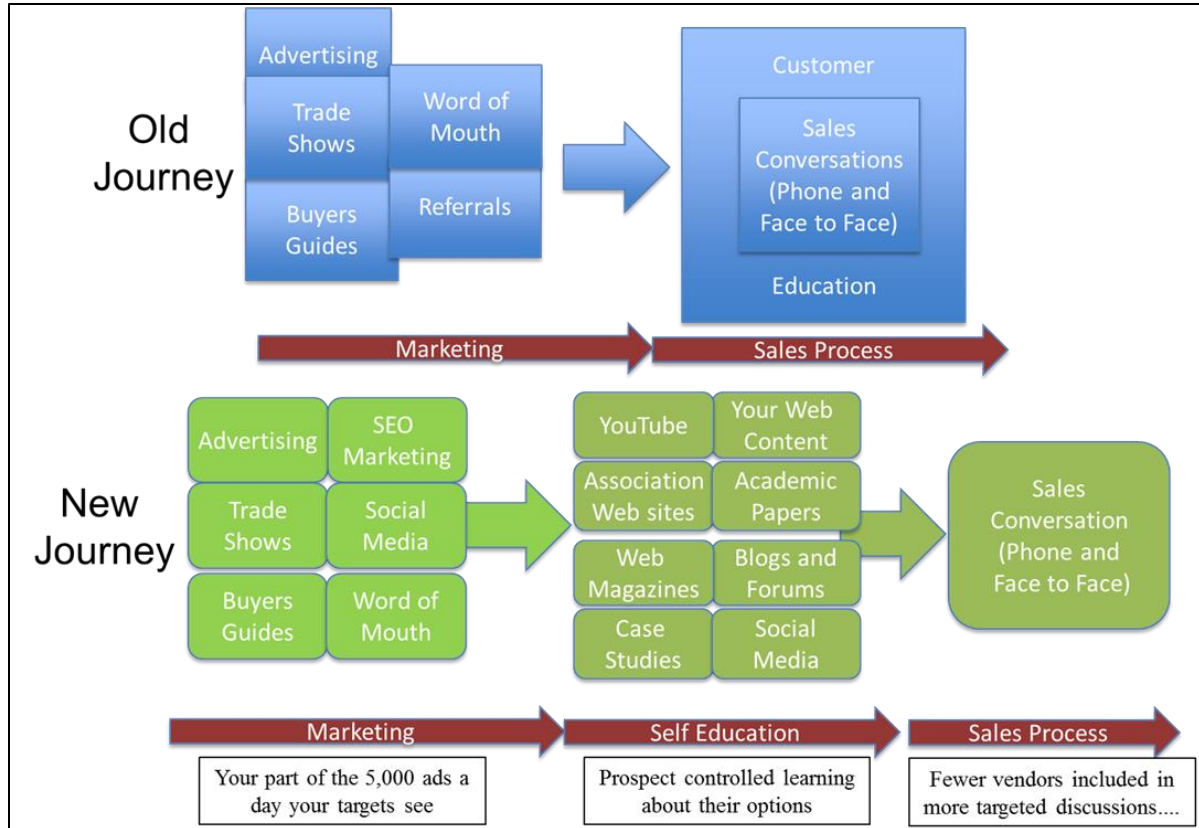 Old
Journey
Advertising
Trade
Shows
Buyers
Guides
Word of
Mouth
Referrals
Customer
Sales
Conversations
(Phone and
Face to Face)
Education
Marketing
Sales Process
New
Journey
Advertising
SEO
Marketing
Trade
Shows
Social
Media
Buyers
Guides
Word of
Mouth
YouTube
Your Web
Content
Association
Web sites
Academic
Papers
Web
Magazines
Blogs and
Forums
Case
Studies
Social
Media
Sales
Conversation
(Phone and
Face to Face)
Marketing
Self Education
Sales Process
Your part of the 5,000 ads a
day your targets see
Prospect controlled learning
about their options
Fewer vendors included in
more targeted discussions....